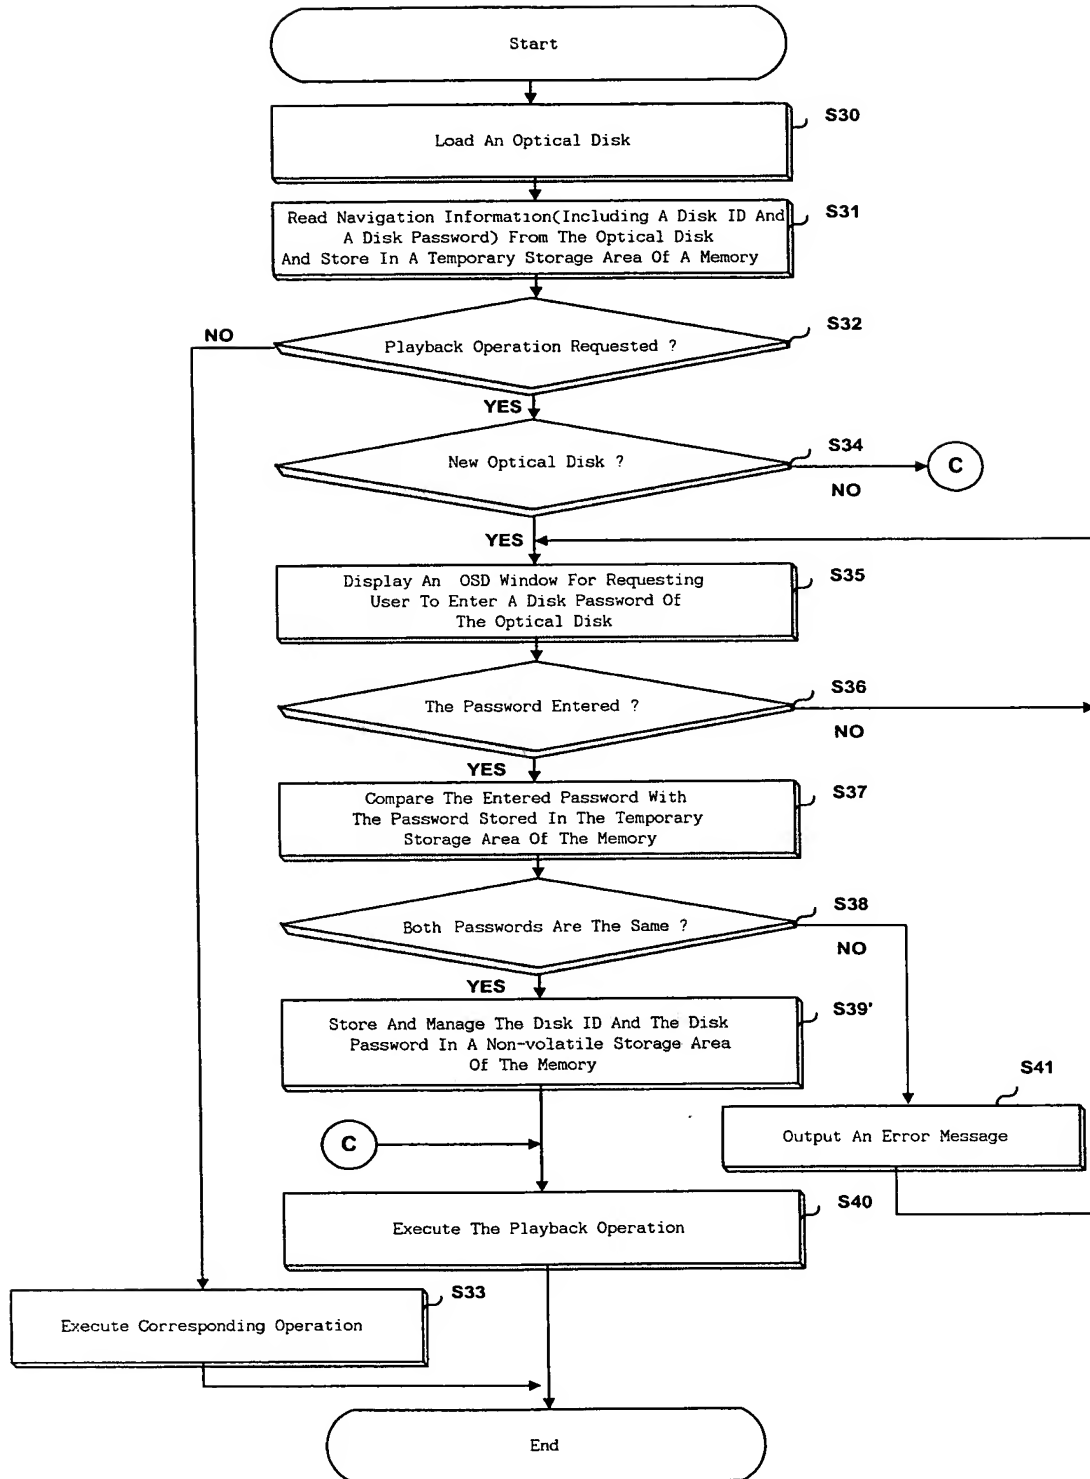 Start
S30
Load An Optical Disk
S31
Read Navigation Information(Including A Disk ID And
A Disk Password) From The Optical Disk
And Store In A Temporary Storage Area Of A Memory
S32
NO
Playback Operation Requested ?
YES
S34
New Optical Disk ?
C
NO
YES
S35
Display An OSD Window For Requesting
User To Enter A Disk Password Of
The Optical Disk
S36
The Password Entered ?
NO
YES
S37
Compare The Entered Password With
The Password Stored In The Temporary
Storage Area Of The Memory
S38
Both Passwords Are The Same ?
NO
YES
S39'
Store And Manage The Disk ID And The Disk
Password In A Non-volatile Storage Area
Of The Memory
S41
C
Output An Error Message
S40
Execute The Playback Operation
S33
Execute Corresponding Operation
End